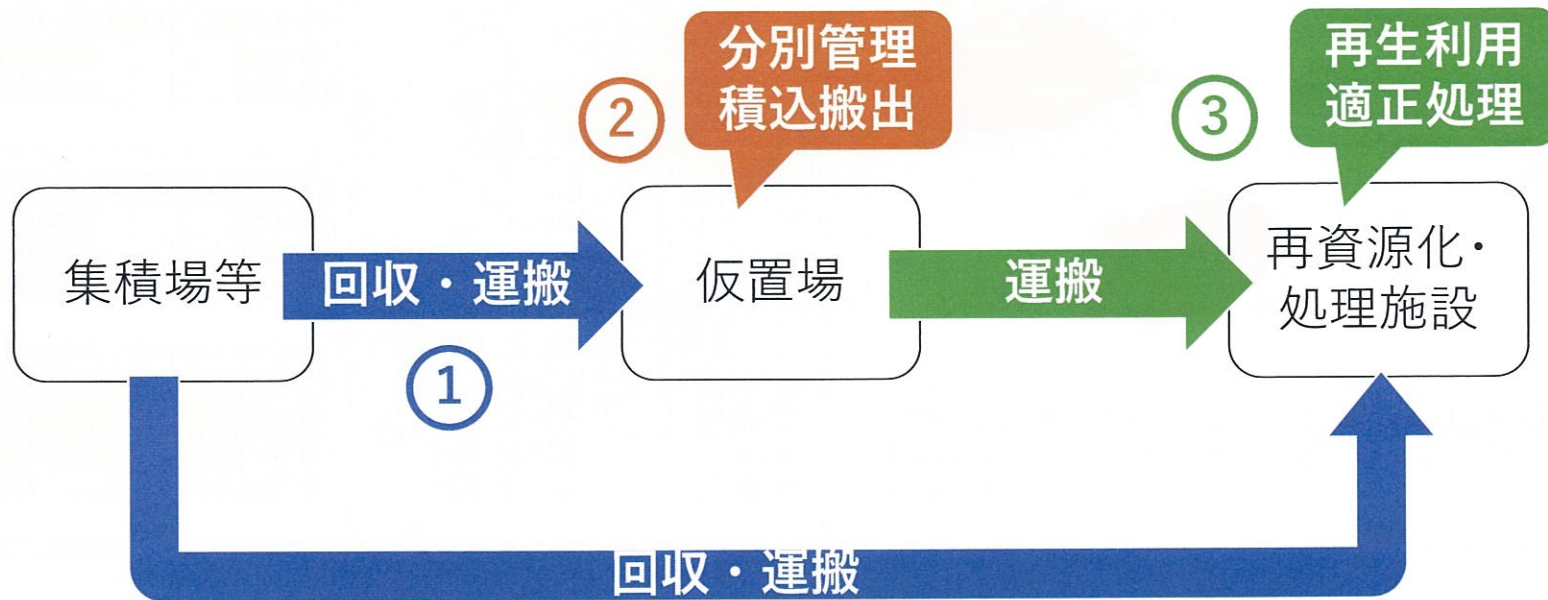 分別管理
積込搬出
②
再生利用
適正処理
③
集積場等
回収・運搬
仮置場
運搬
再資源化・
処理施設
①
回収・運搬